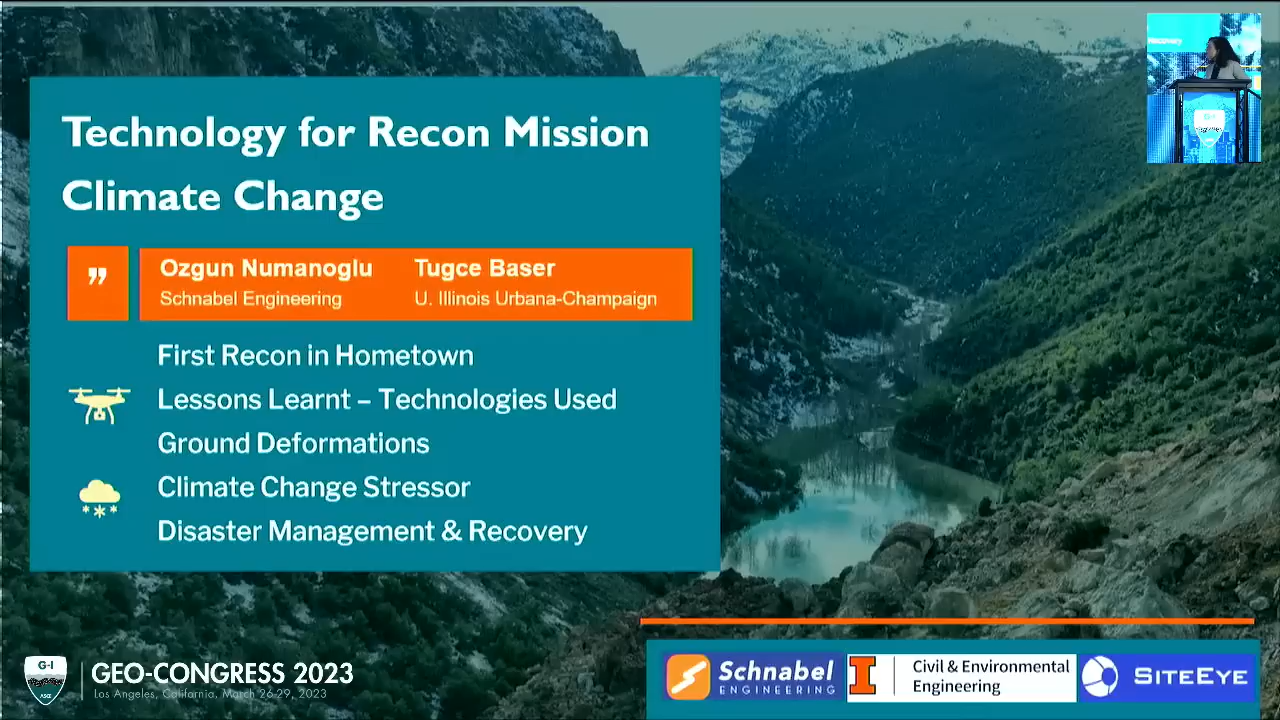 Technology for Recon Mission
Climate Change
Ozgun Numanoglu
Schnabel Engineering
Tugce Baser
U. Illinois Urbana-Champaign
First Recon in Hometown
Lessons Learnt – Technologies Used
Ground Deformations
Climate Change Stressor
Disaster Management & Recovery
G-I
ASCE
GEO-CONGRESS 2023
Los Angeles, California, March 26-29, 2023
Schnabel
ENGINEERING
I
Civil & Environmental
Engineering
SITEEYE
Recovery
G-I